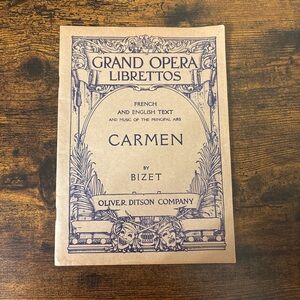 GRAND OPERA
LIBRETTOS
FRENCH
AND ENGLISH TEXT
AND MUSIC OF THE PRINCIPAL AIRS
CARMEN
BY
BIZET
OLIVER DITSON COMPANY